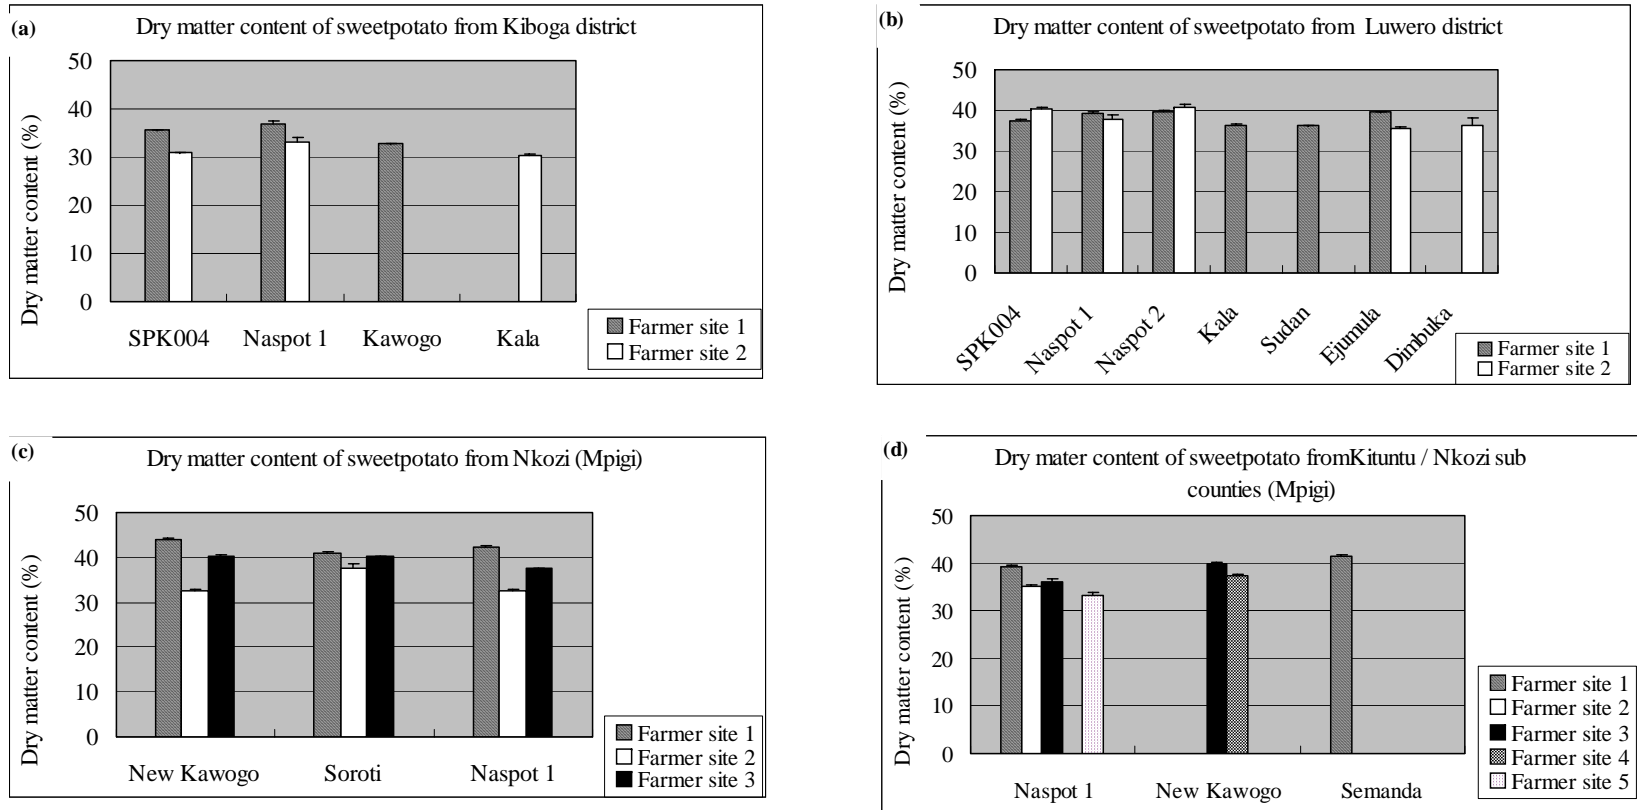 (a)
Dry matter content of sweetpotato from Kiboga district
Dry matter content (%)
50
40
30
20
10
0
SPK004 Naspot 1 Kawogo Kala
Farmer site 1
Farmer site 2
(b)
Dry matter content of sweetpotato from Luwero district
Dry matter content (%)
50
40
30
20
10
0
SPK004 Naspot 1 Naspot 2 Kala Sudan Ejumula Dimbuka
Farmer site 1
Farmer site 2
(c)
Dry matter content of sweetpotato from Nkozi (Mpigi)
Dry matter content (%)
50
40
30
20
10
0
New Kawogo Soroti Naspot 1
Farmer site 1
Farmer site 2
Farmer site 3
(d)
Dry mater content of sweetpotato fromKituntu / Nkozi sub
counties (Mpigi)
Dry matter content (%)
50
40
30
20
10
0
Naspot 1 New Kawogo Semanda
Farmer site 1
Farmer site 2
Farmer site 3
Farmer site 4
Farmer site 5